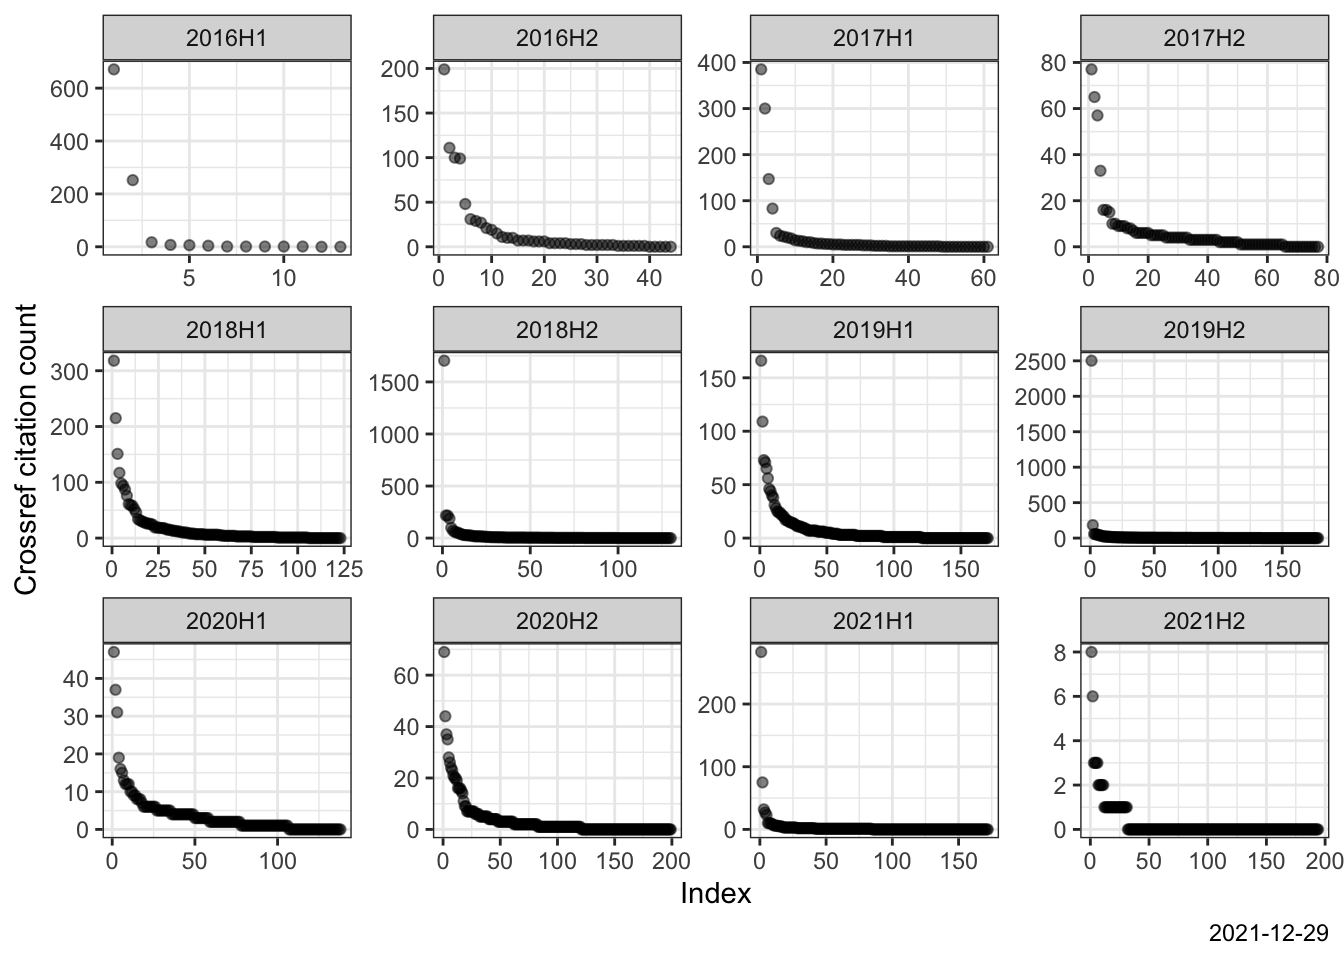 2016H1 2016H2 2017H1 2017H2
600 400 200 0
200 150 100 50 0
400 300 200 100 0
80 60 40 20 0
5 10
0 10 20 30 40
0 20 40 60
0 20 40 60 80
Crossref citation count
2018H1 2018H2 2019H1 2019H2
300 200 100 0
1500 1000 500 0
150 100 50 0
2500 2000 1500 1000 500 0
0 25 50 75 100 125
0 50 100
0 50 100 150
0 50 100 150
2020H1 2020H2 2021H1 2021H2
40 30 20 10 0
60 40 20 0
200 100 0
8 6 4 2 0
0 50 100
0 50 100 150 200
0 50 100 150
0 50 100 150 200
Index
2021-12-29